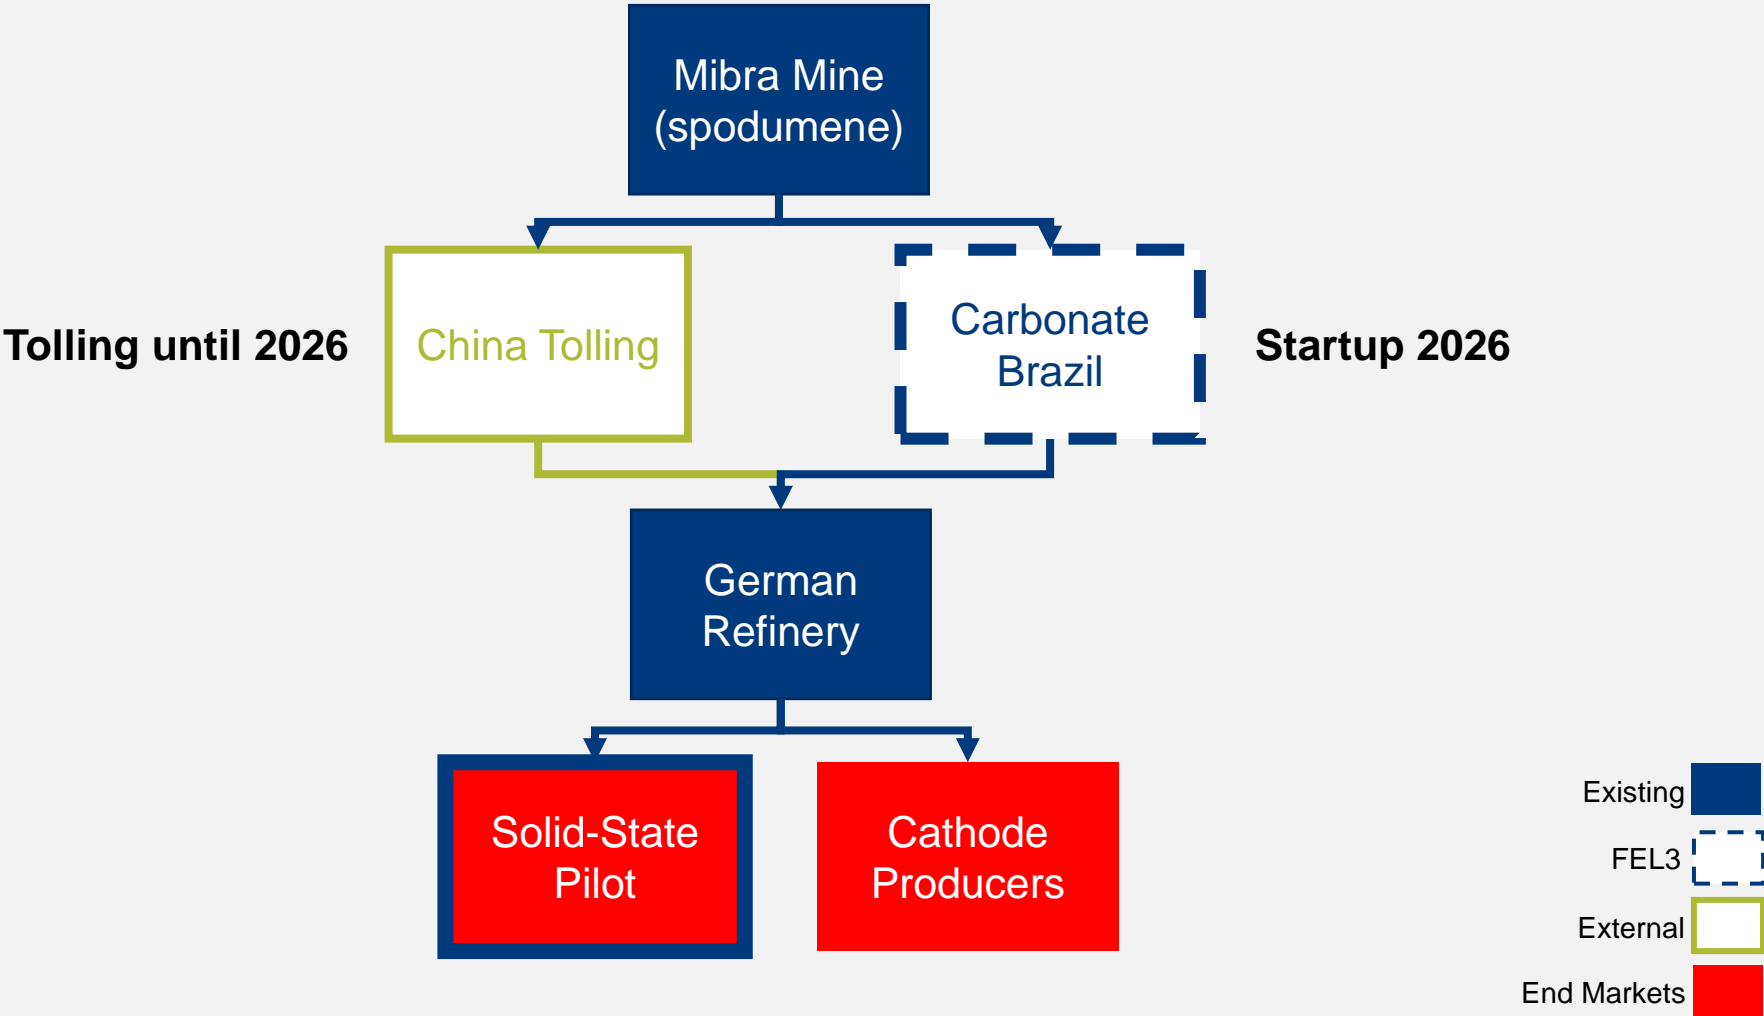 Mibra Mine
(spodumene)
Tolling until 2026
China Tolling
Carbonate
Brazil
Startup 2026
German
Refinery
Solid-State
Pilot
Cathode
Producers
Existing
FEL3
External
End Markets